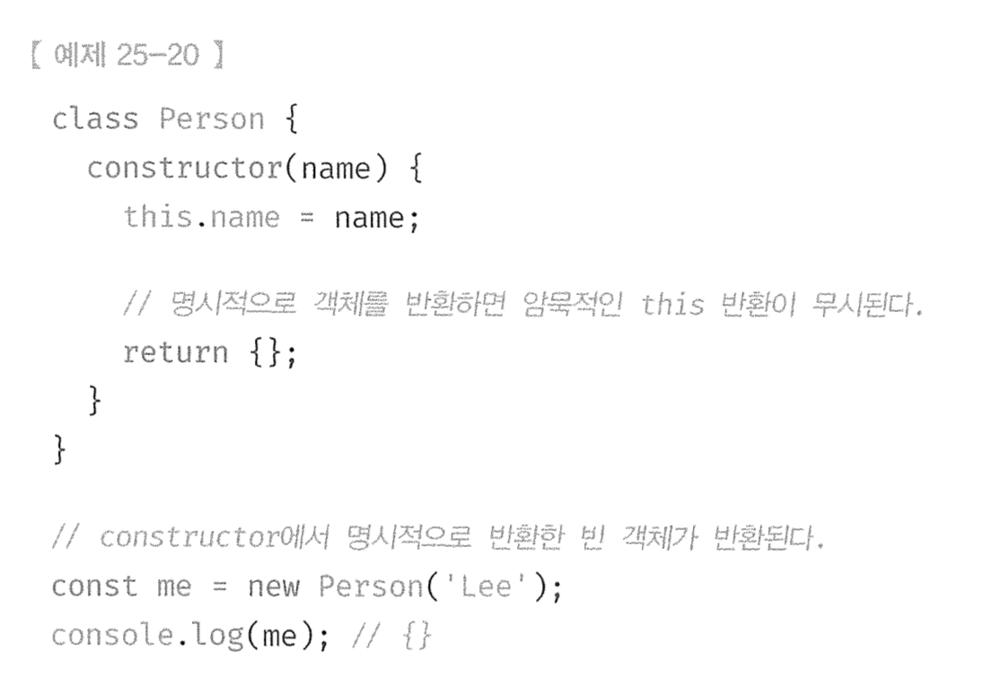 【 예제 25-20 】
class Person {
  constructor(name) {
    this.name = name;

    // 명시적으로 객체를 반환하면 암묵적인 this 반환이 무시된다.
    return {};
  }
}

// constructor에서 명시적으로 반환한 빈 객체가 반환된다.
const me = new Person('Lee');
console.log(me); // {}